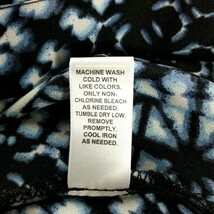 MACHINE WASH
COLD WITH
LIKE COLORS.
ONLY NON-
CHLORINE BLEACH
AS NEEDED.
TUMBLE DRY LOW.
REMOVE
PROMPTLY.
COOL IRON
AS NEEDED.